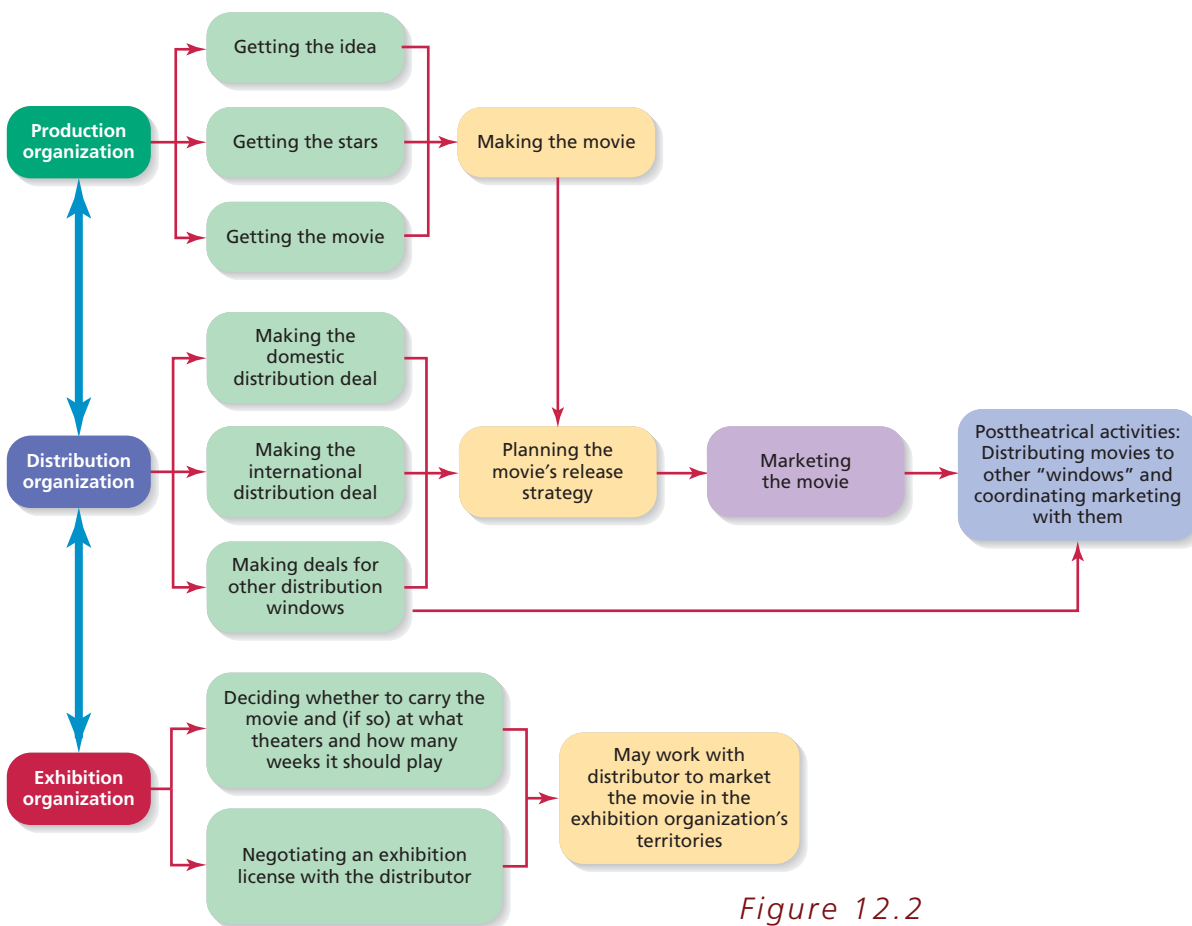 Getting the idea
Production
organization
Getting the stars
Making the movie
Getting the movie
Making the
domestic
distribution deal
Distribution
organization
Making the
international
distribution deal
Planning the
movie’s release
strategy
Marketing
the movie
Posttheatrical activities:
Distributing movies to
other “windows” and
coordinating marketing
with them
Making deals for
other distribution
windows
Deciding whether to carry the
movie and (if so) at what
theaters and how many
weeks it should play
Exhibition
organization
May work with
distributor to market
the movie in the
exhibition organization’s
territories
Negotiating an exhibition
license with the distributor
Figure 12.2